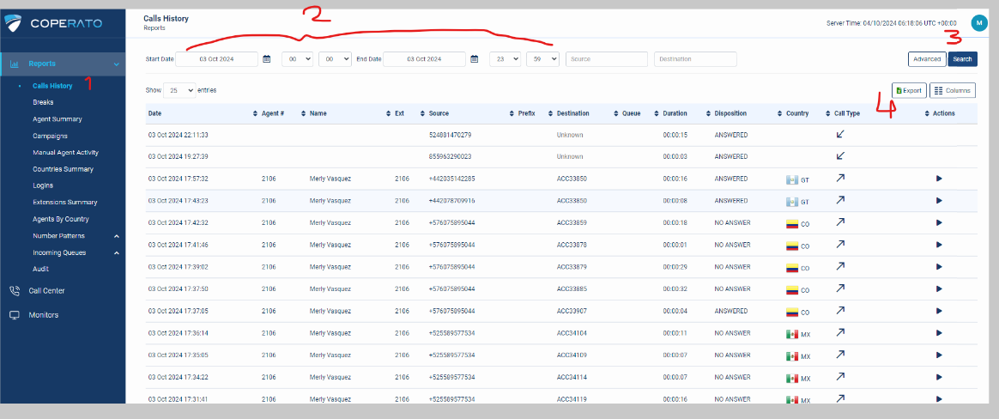 COPERATO
Calls History
Reports
2
Server Time: 04/10/2024 06:18:06 UTC +00:00
M
3
Reports
Calls History
1
Breaks
Agent Summary
Campaigns
Manual Agent Activity
Countries Summary
Logins
Extensions Summary
Agents By Country
Number Patterns
Incoming Queues
Audit
Call Center
Monitors
Start Date 03 Oct 2024 00 00 End Date 03 Oct 2024 23 59 Source Destination Advanced Search
Show 25 entries Export Columns
4
Date Agent # Name Ext Source Prefix Destination Queue Duration Disposition Country Call Type Actions
03 Oct 2024 22:11:33 524881470279 Unknown 00:00:15 ANSWERED
03 Oct 2024 19:27:39 855963290023 Unknown 00:00:03 ANSWERED
03 Oct 2024 17:57:32 2106 Merly Vasquez 2106 +442035142285 ACC33850 00:00:16 ANSWERED GT
03 Oct 2024 17:43:23 2106 Merly Vasquez 2106 +442078709916 ACC33850 00:00:08 ANSWERED GT
03 Oct 2024 17:42:32 2106 Merly Vasquez 2106 +576075895044 ACC33859 00:00:18 NO ANSWER CO
03 Oct 2024 17:41:46 2106 Merly Vasquez 2106 +576075895044 ACC33878 00:00:01 NO ANSWER CO
03 Oct 2024 17:39:02 2106 Merly Vasquez 2106 +576075895044 ACC33879 00:00:29 NO ANSWER CO
03 Oct 2024 17:37:50 2106 Merly Vasquez 2106 +576075895044 ACC33885 00:00:32 NO ANSWER CO
03 Oct 2024 17:37:05 2106 Merly Vasquez 2106 +576075895044 ACC33907 00:00:04 ANSWERED CO
03 Oct 2024 17:36:14 2106 Merly Vasquez 2106 +525589577534 ACC34104 00:00:11 NO ANSWER MX
03 Oct 2024 17:35:05 2106 Merly Vasquez 2106 +525589577534 ACC34109 00:00:07 NO ANSWER MX
03 Oct 2024 17:34:22 2106 Merly Vasquez 2106 +525589577534 ACC34114 00:00:07 NO ANSWER MX
03 Oct 2024 17:31:41 2106 Merly Vasquez 2106 +525589577534 ACC34119 00:00:16 NO ANSWER MX